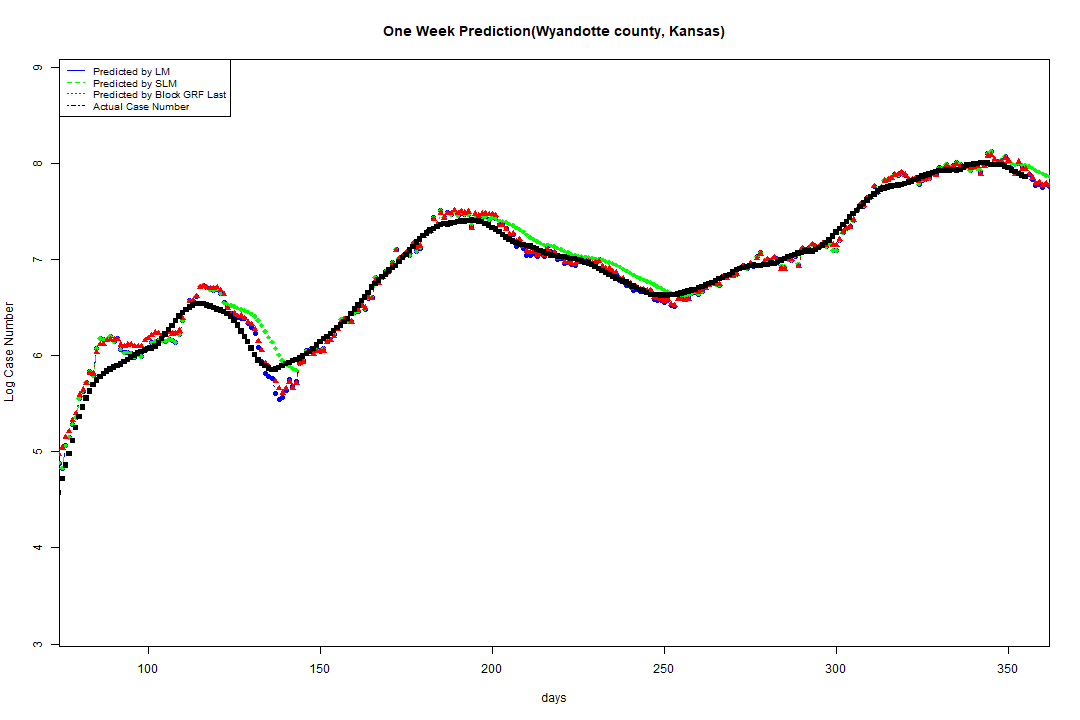 One Week Prediction(Wyandotte county, Kansas)
Predicted by LM
Predicted by SLM
Predicted by Block GRF Last
Actual Case Number
9
8
7
6
5
4
3
Log Case Number
100 150 200 250 300 350
days